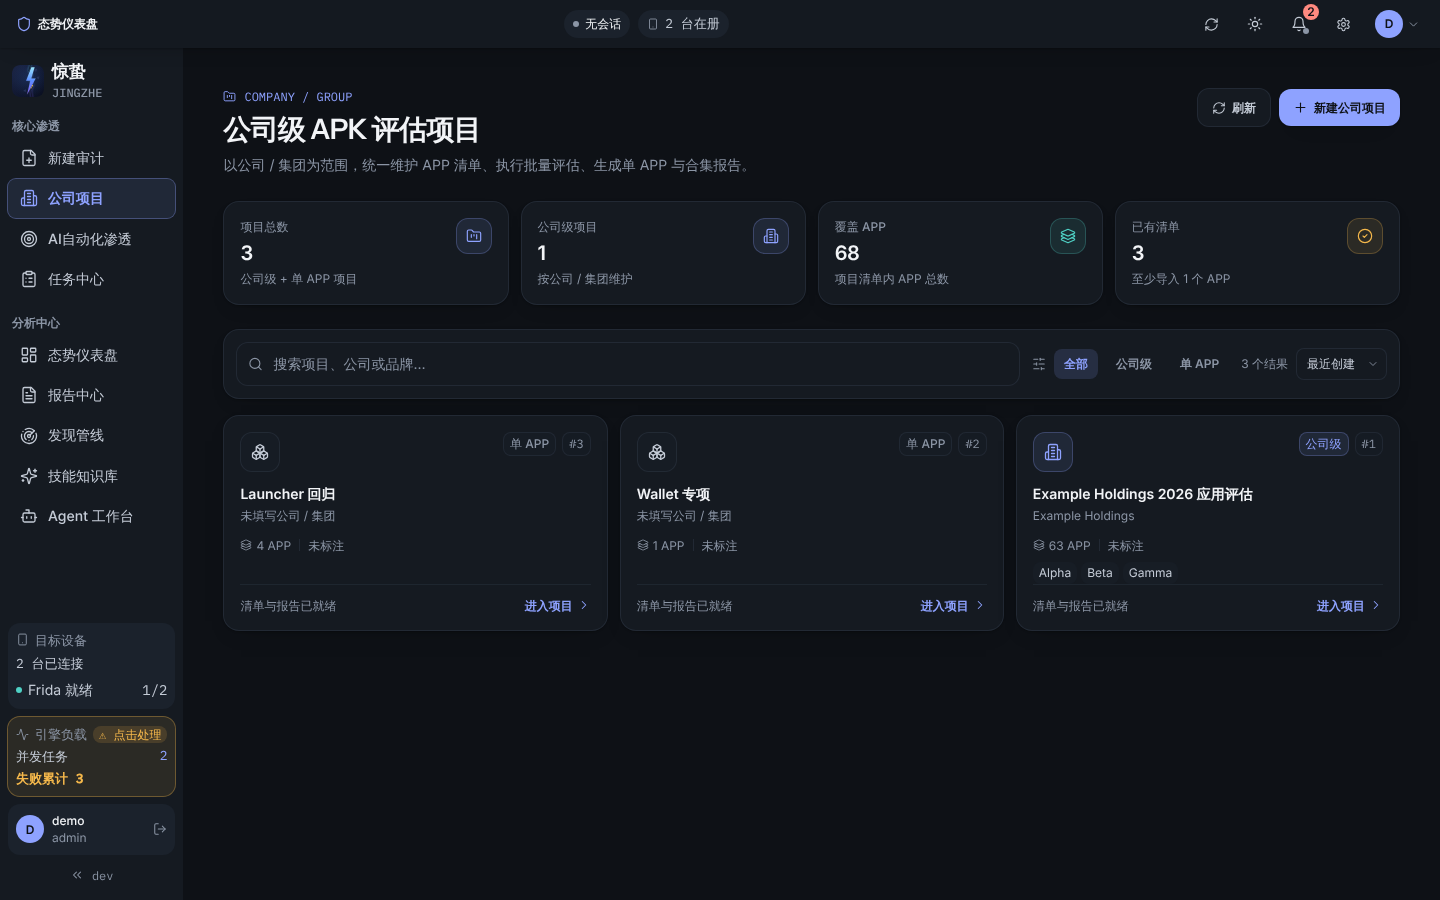 态势仪表盘
无会话
2 台在册
2
D
惊蛰
JINGZHE
核心渗透
新建审计
公司项目
AI自动化渗透
任务中心
分析中心
态势仪表盘
报告中心
发现管线
技能知识库
Agent 工作台
目标设备
2 台已连接
Frida 就绪 1/2
引擎负载 ⚠ 点击处理
并发任务 2
失败累计 3
D
demo
admin
dev
COMPANY / GROUP
公司级 APK 评估项目
以公司 / 集团为范围，统一维护 APP 清单、执行批量评估、生成单 APP 与合集报告。
刷新
新建公司项目
项目总数
3
公司级 + 单 APP 项目
公司级项目
1
按公司 / 集团维护
覆盖 APP
68
项目清单内 APP 总数
已有清单
3
至少导入 1 个 APP
搜索项目、公司或品牌...
全部
公司级
单 APP
3 个结果
最近创建
单 APP #3
Launcher 回归
未填写公司 / 集团
4 APP 未标注
清单与报告已就绪 进入项目
单 APP #2
Wallet 专项
未填写公司 / 集团
1 APP 未标注
清单与报告已就绪 进入项目
公司级 #1
Example Holdings 2026 应用评估
Example Holdings
63 APP 未标注
Alpha Beta Gamma
清单与报告已就绪 进入项目